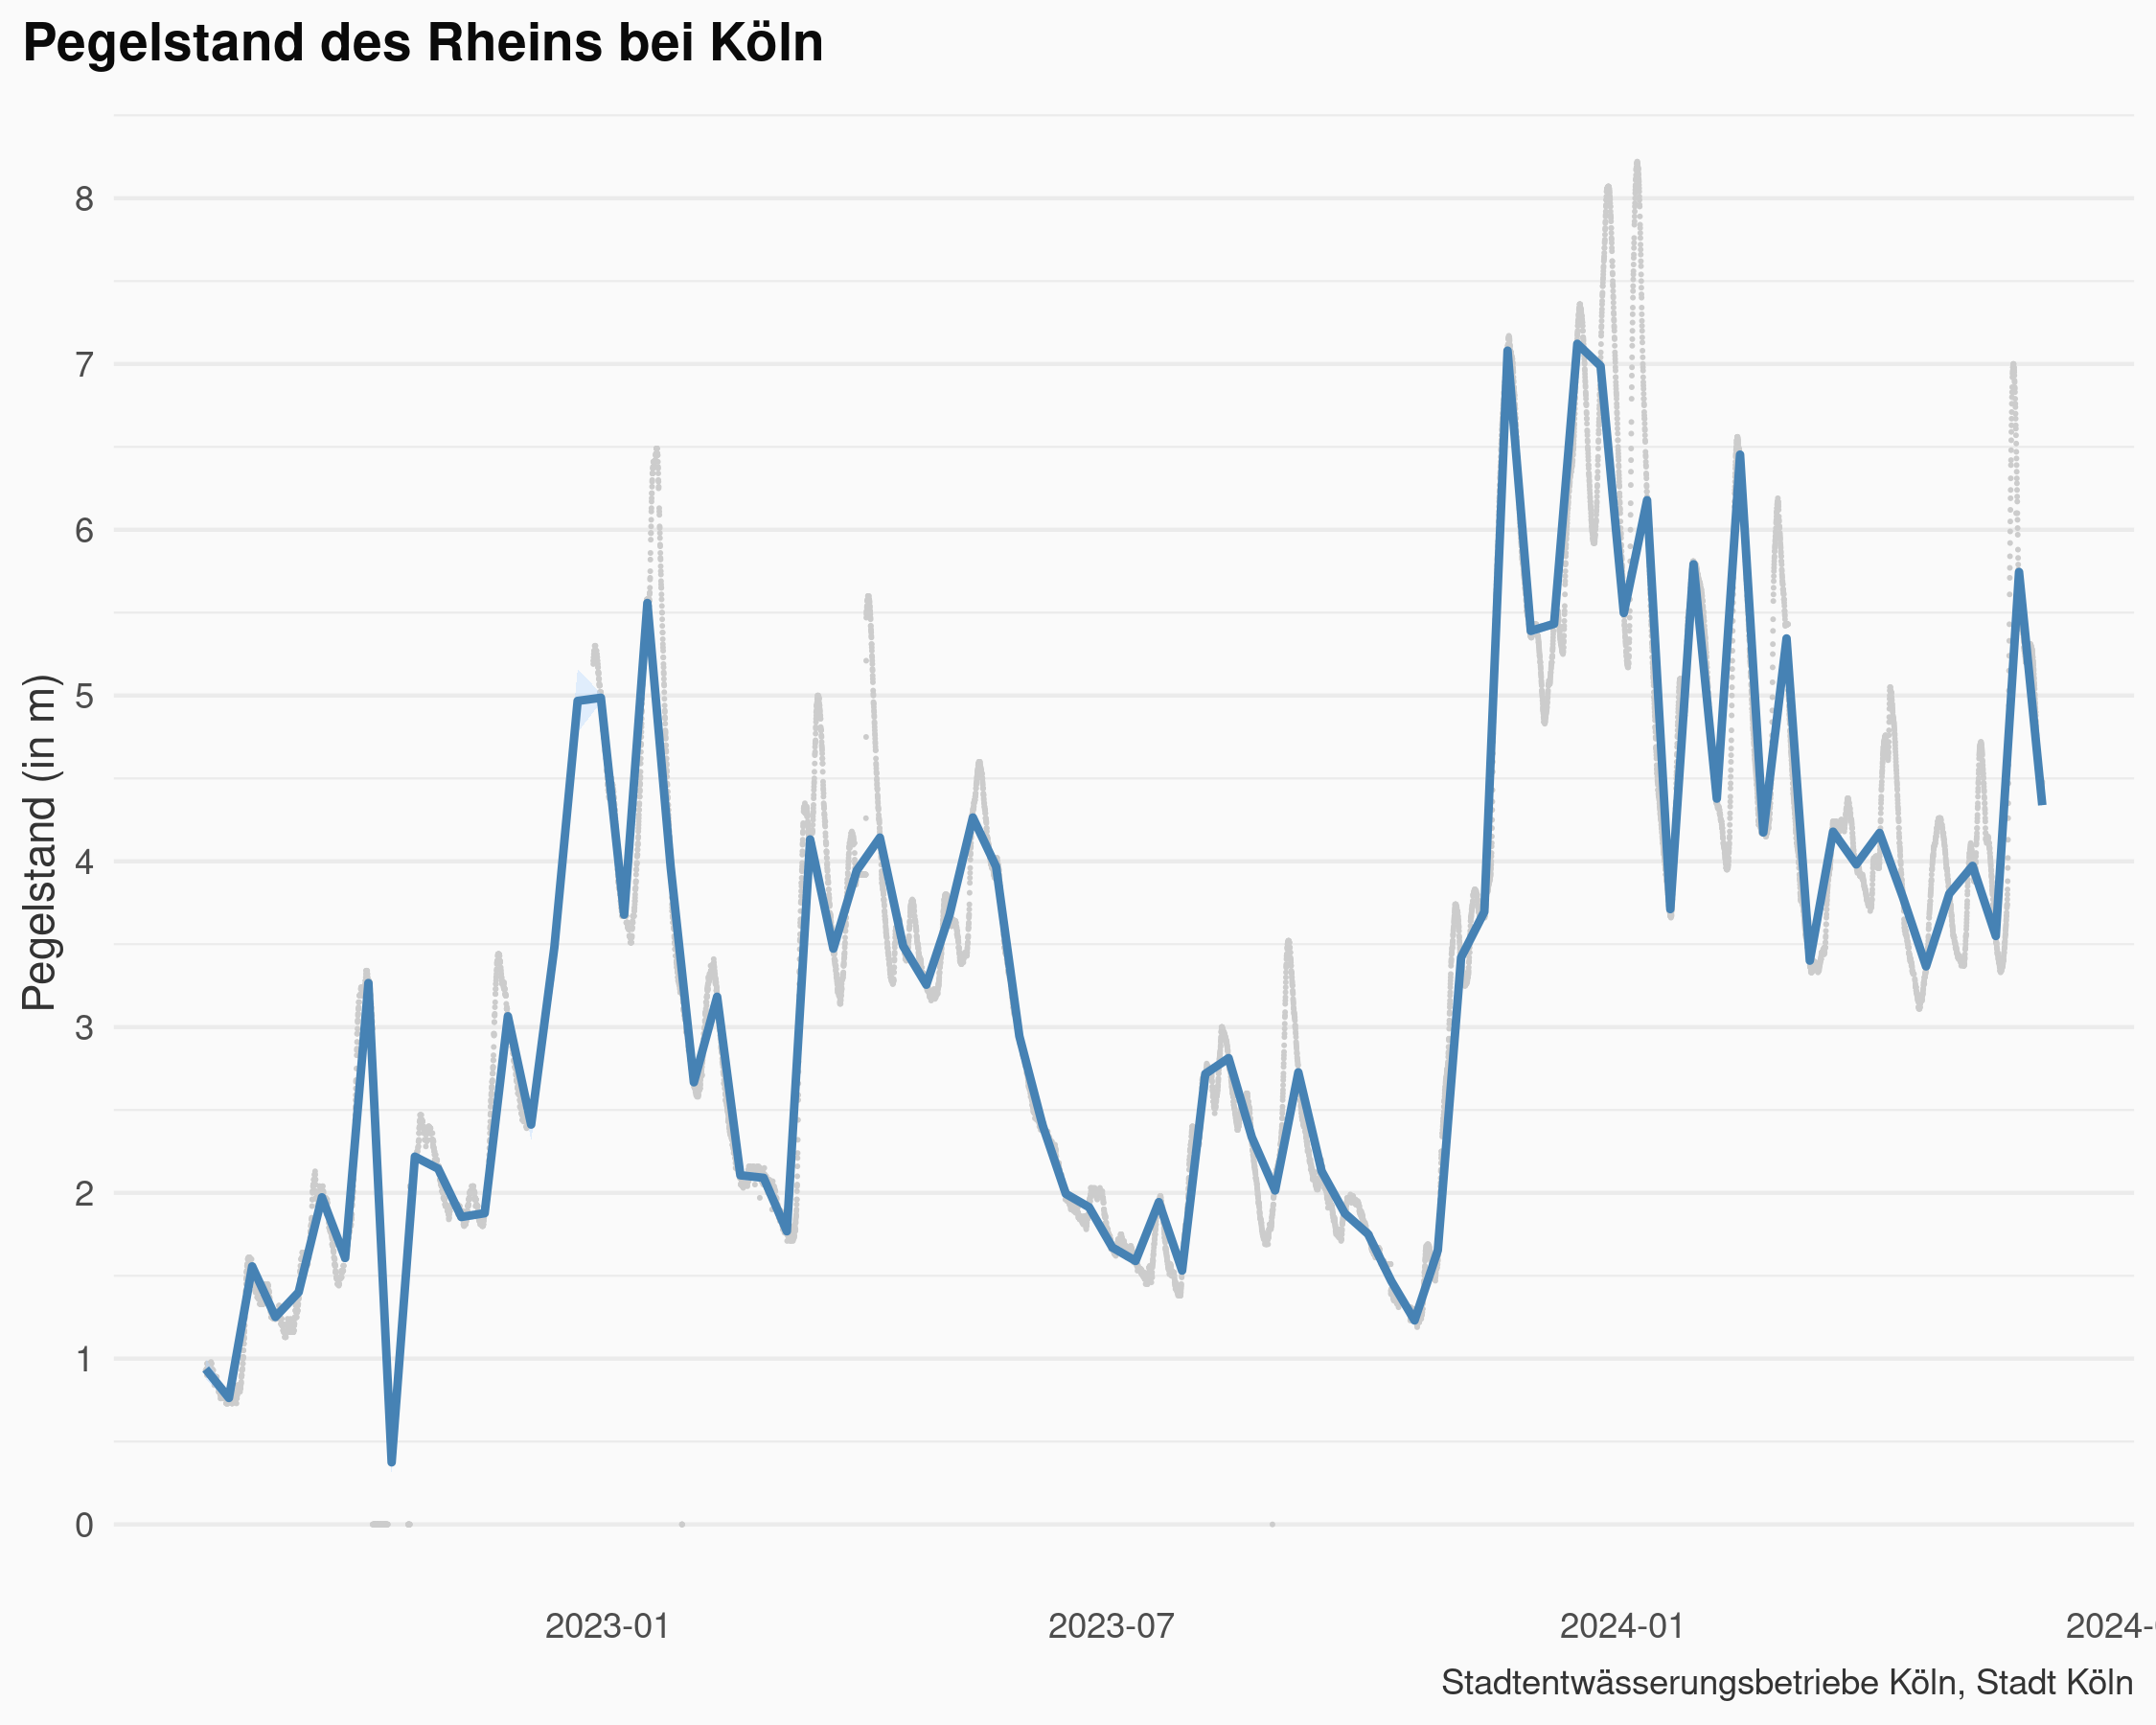 Pegelstand des Rheins bei Köln
Pegelstand (in m)
8
7
6
5
4
3
2
1
0
2023-01 2023-07 2024-01 2024-
Stadtentwässerungsbetriebe Köln, Stadt Köln